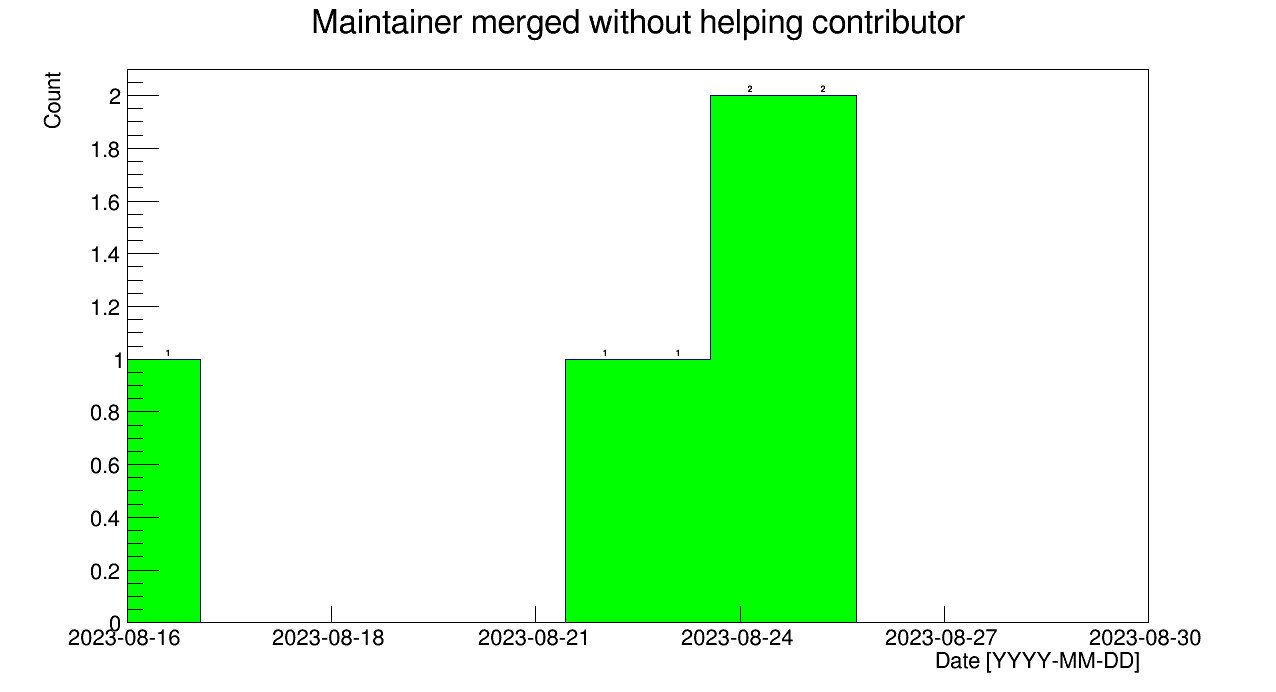 Maintainer merged without helping contributor
Count
2
1.8
1.6
1.4
1.2
1
0.8
0.6
0.4
0.2
0
2 2
1 1 1
2023-08-16 2023-08-18 2023-08-21 2023-08-24 2023-08-27 2023-08-30
Date [YYYY-MM-DD]